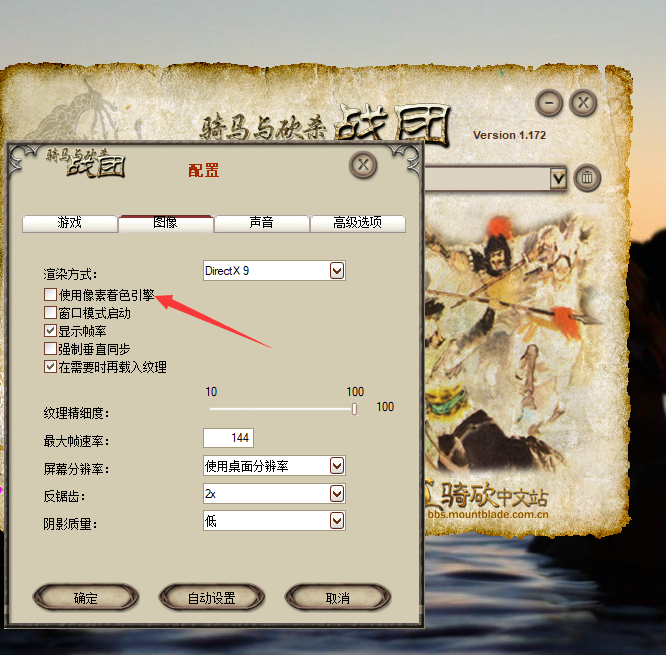 骑马与砍杀 战团
Version 1.172
骑马与砍杀
战团
配置
游戏
图像
声音
高级选项
渲染方式:
DirectX 9
使用像素着色引擎
窗口模式启动
显示帧率
强制垂直同步
在需要时再载入纹理
10
100
纹理精细度:
100
最大帧速率:
144
屏幕分辨率:
使用桌面分辨率
反锯齿:
2x
阴影质量:
低
骑砍中文站
bbs.mountblade.com.cn
确定
自动设置
取消